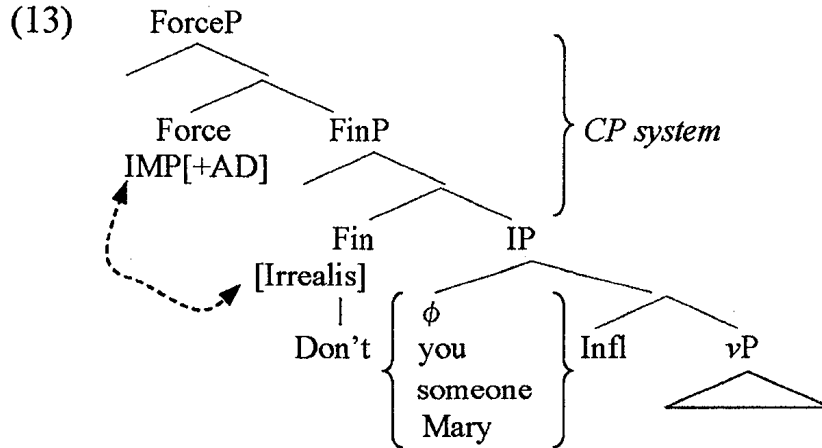 (13) ForceP
Force FinP
IMP[+AD]
CP system
Fin IP
[Irrealis]
Don't ϕ Infl vP
you
someone
Mary